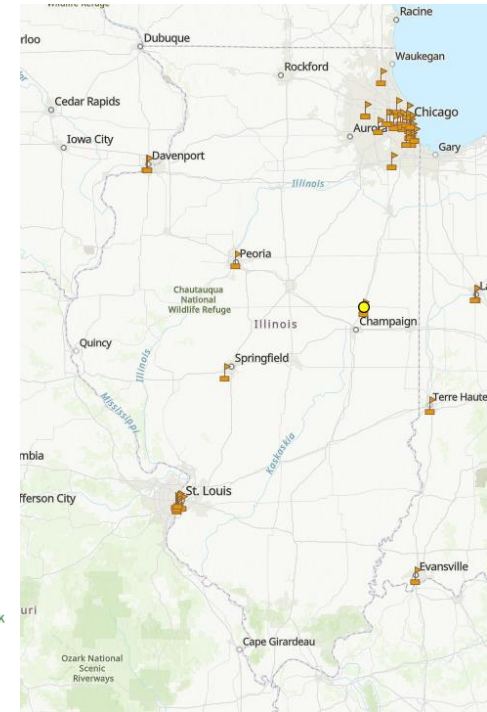 Racine
Dubuque
rloo
Waukegan
Rockford
Cedar Rapids
Chicago
Aurora
Iowa City
Gary
Davenport
Illinois
Peoria
Chautauqua
National
Wildlife Refuge
La
Illinois
Champaign
Quincy
Illinois
Springfield
Terre Haute
Mississippi
Kaskaskia
mbia
St. Louis
fferson City
Evansville
uri
Cape Girardeau
Ozark National
Scenic
Riverways